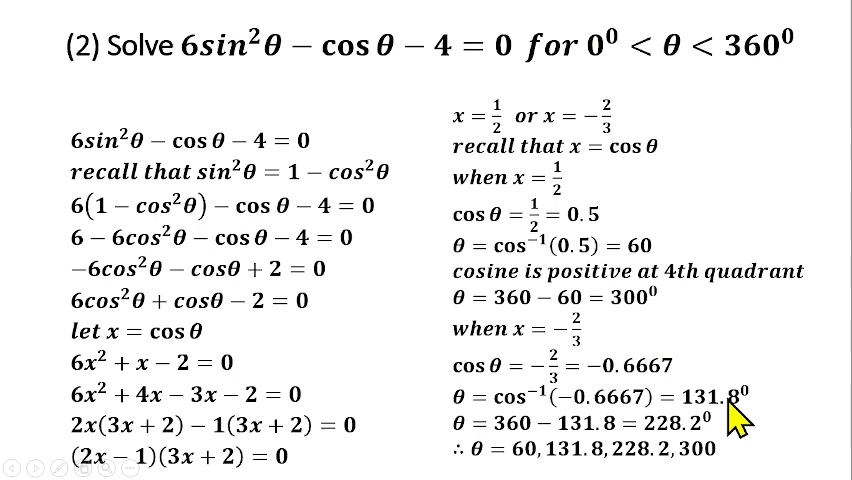 (2) Solve 6sin²θ − cos θ − 4 = 0 for 0⁰ < θ < 360⁰
6sin²θ − cos θ − 4 = 0
recall that sin²θ = 1 − cos²θ
6(1 − cos²θ) − cos θ − 4 = 0
6 − 6cos²θ − cos θ − 4 = 0
−6cos²θ − cosθ + 2 = 0
6cos²θ + cosθ − 2 = 0
let x = cos θ
6x² + x − 2 = 0
6x² + 4x − 3x − 2 = 0
2x(3x + 2) − 1(3x + 2) = 0
(2x − 1)(3x + 2) = 0
x = 1/2 or x = − 2/3
recall that x = cos θ
when x = 1/2
cos θ = 1/2 = 0.5
θ = cos⁻¹(0.5) = 60
cosine is positive at 4th quadrant
θ = 360 − 60 = 300⁰
when x = − 2/3
cos θ = − 2/3 = −0.6667
θ = cos⁻¹(−0.6667) = 131.8⁰
θ = 360 − 131.8 = 228.2⁰
∴ θ = 60, 131.8, 228.2, 300